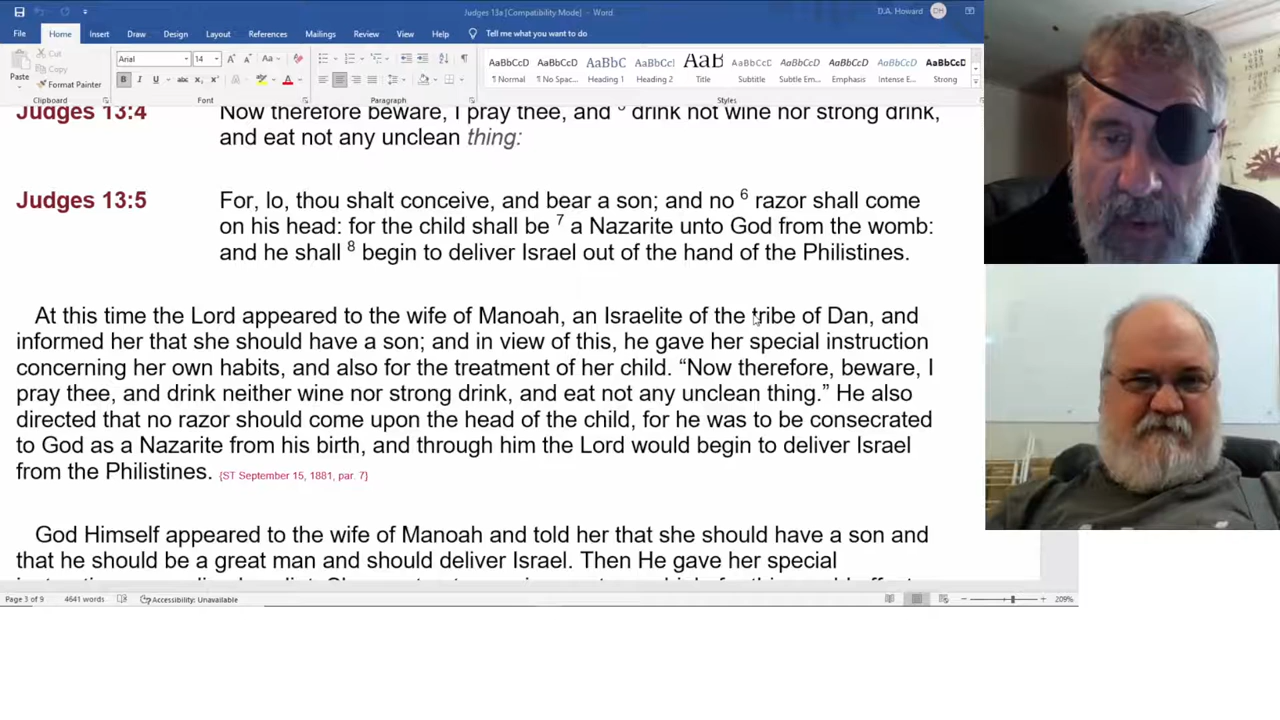 Judges 13a [Compatibility Mode] - Word
D.A. Howard DH
File Home Insert Draw Design Layout References Mailings Review View Help Tell me what you want to do
Paste Cut Copy Format Painter
Arial 14
AaBbCcD AaBbCcD AaBbC AaBbCc AaB AaBbCcD AaBbCcD AaBbCcD AaBbCcD AaBbCcD
¶ Normal ¶ No Spac... Heading 1 Heading 2 Title Subtitle Subtle Em... Emphasis Intense E... Strong
Clipboard Font Paragraph Styles
Judges 13:4 Now therefore beware, I pray thee, and drink not wine nor strong drink,
and eat not any unclean thing:
Judges 13:5 For, lo, thou shalt conceive, and bear a son; and no 6 razor shall come
on his head: for the child shall be 7 a Nazarite unto God from the womb:
and he shall 8 begin to deliver Israel out of the hand of the Philistines.
At this time the Lord appeared to the wife of Manoah, an Israelite of the tribe of Dan, and
informed her that she should have a son; and in view of this, he gave her special instruction
concerning her own habits, and also for the treatment of her child. “Now therefore, beware, I
pray thee, and drink neither wine nor strong drink, and eat not any unclean thing.” He also
directed that no razor should come upon the head of the child, for he was to be consecrated
to God as a Nazarite from his birth, and through him the Lord would begin to deliver Israel
from the Philistines. {ST September 15, 1881, par. 7}
God Himself appeared to the wife of Manoah and told her that she should have a son and
that he should be a great man and should deliver Israel. Then He gave her special
Page 3 of 9 4641 words Accessibility: Unavailable 209%